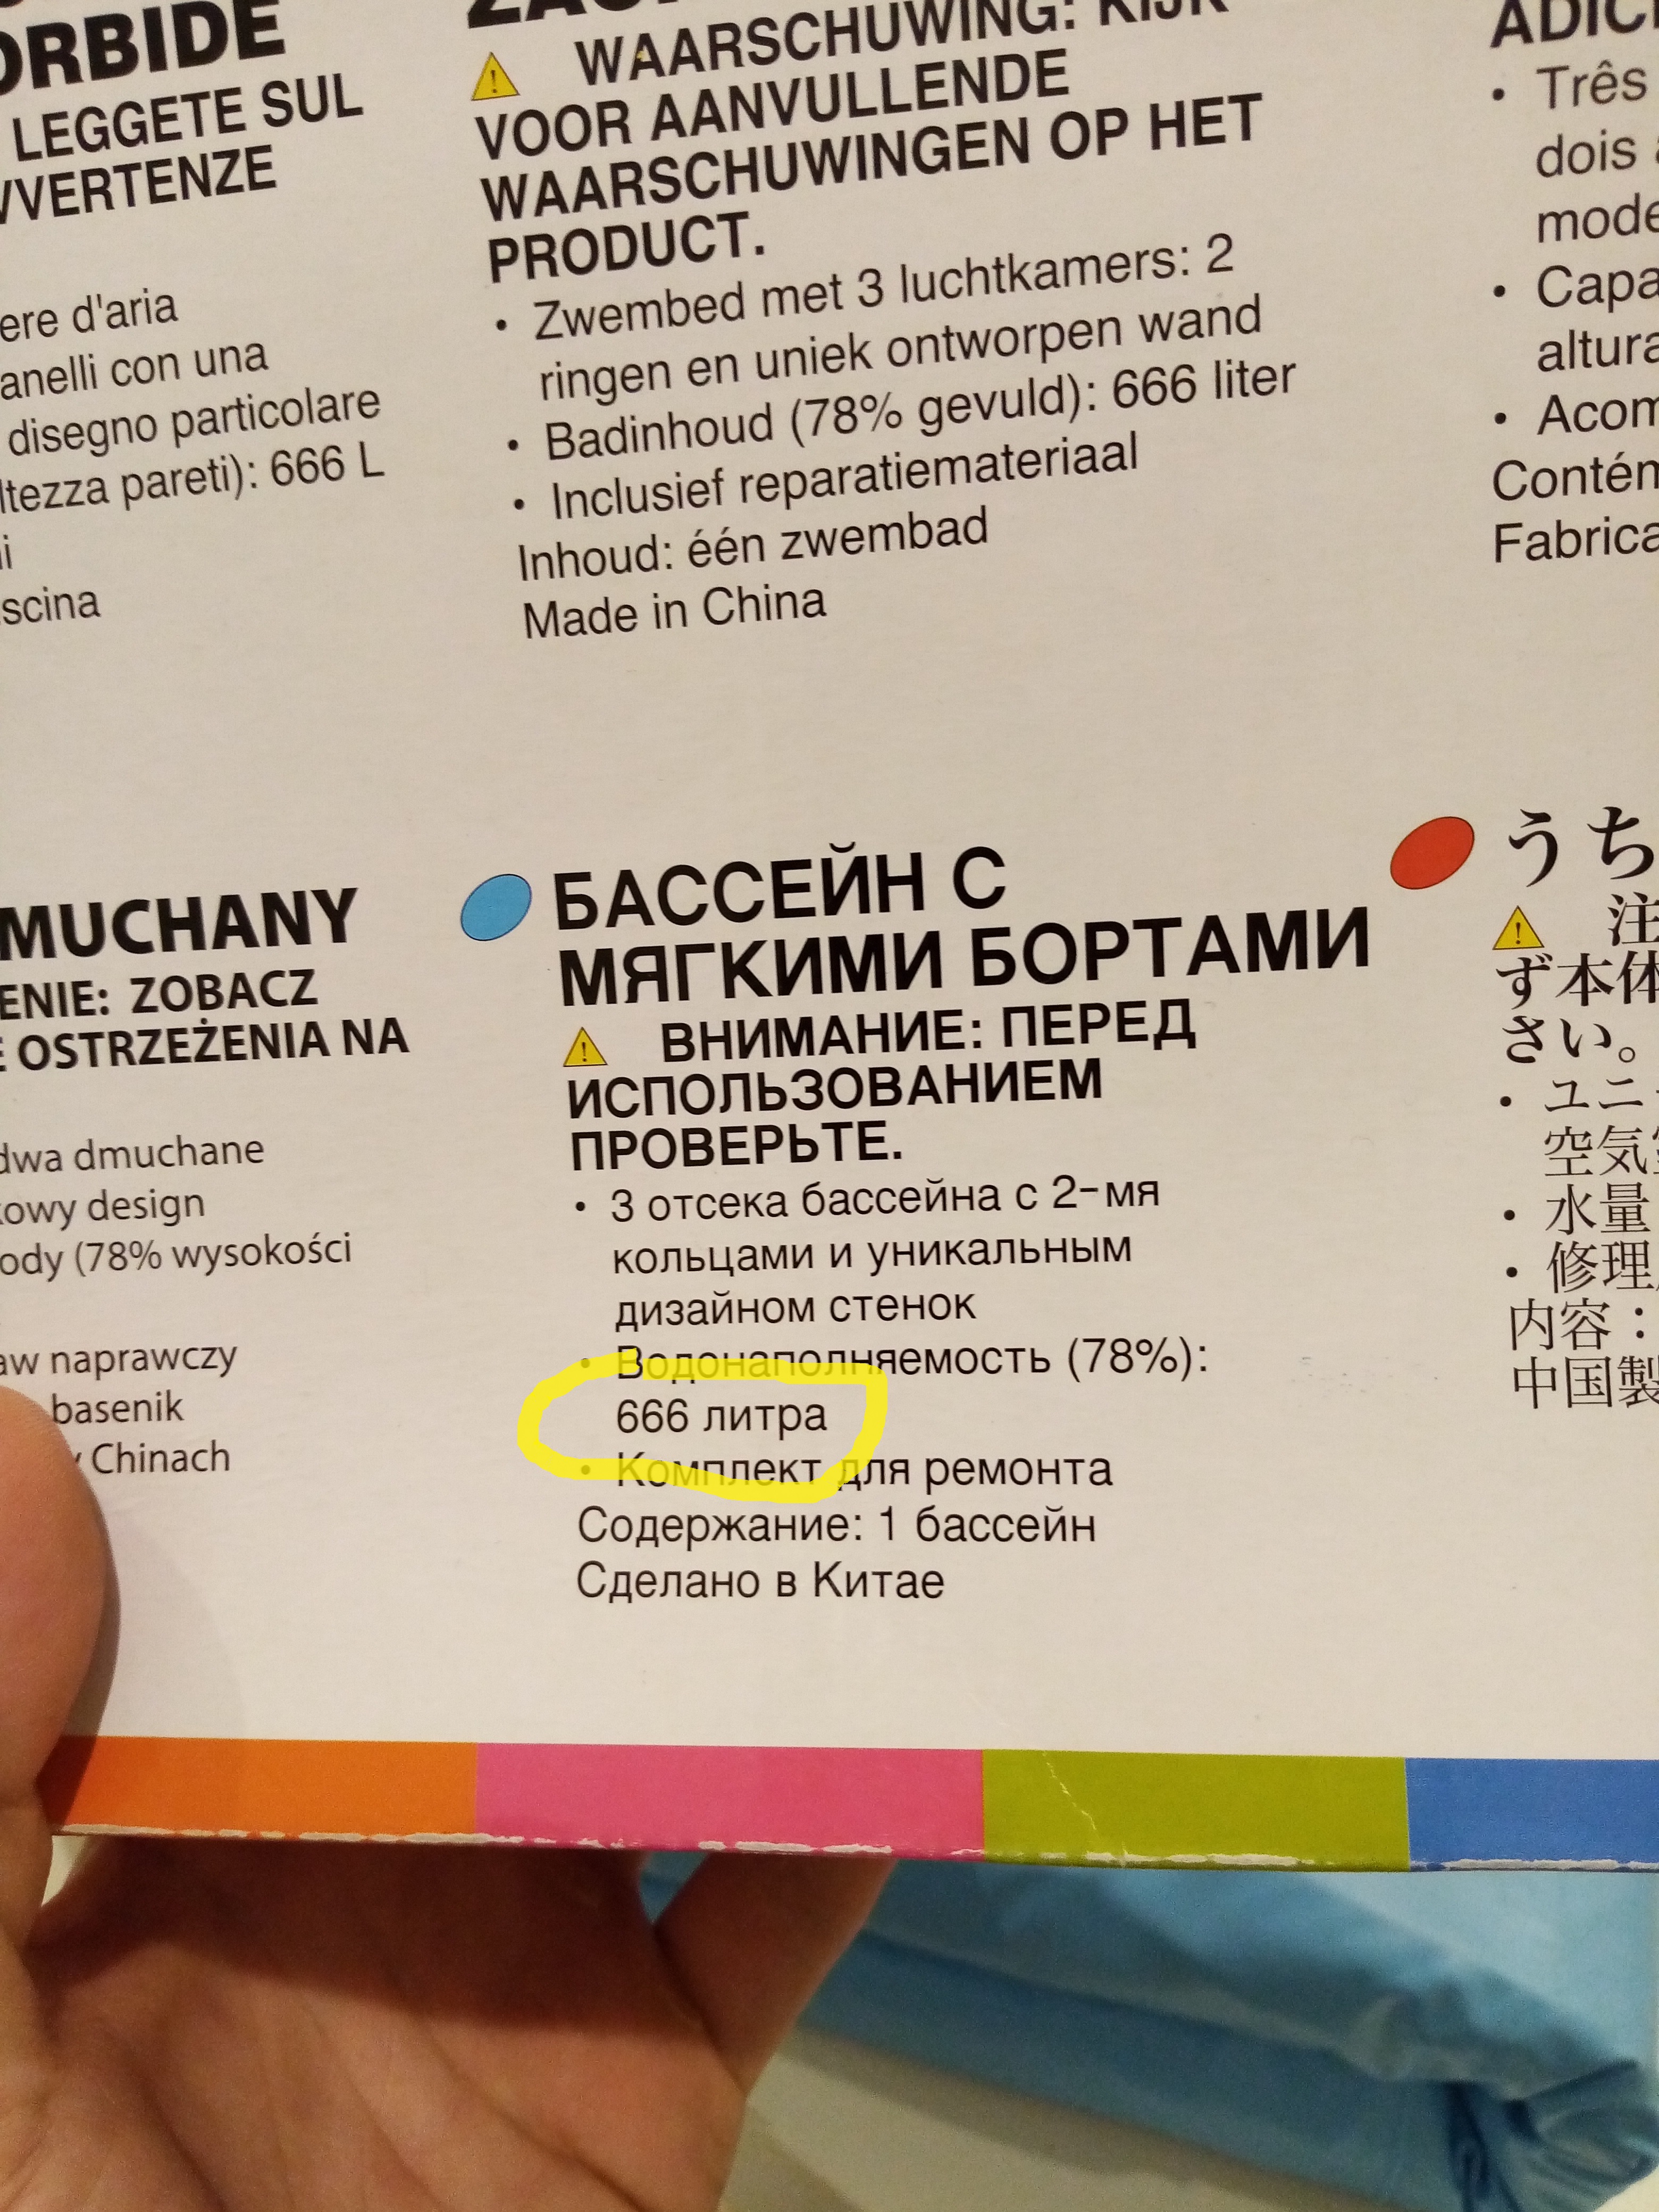 ORBIDE
LEGGETE SUL
VVERTENZE
ere d'aria
anelli con una
disegno particolare
ltezza pareti): 666 L
scina
WAARSCHUWING: KIJK
VOOR AANVULLENDE
WAARSCHUWINGEN OP HET
PRODUCT.
• Zwembed met 3 luchtkamers: 2
ringen en uniek ontworpen wand
• Badinhoud (78% gevuld): 666 liter
• Inclusief reparatiemateriaal
Inhoud: één zwembad
Made in China
ADIC
• Três
dois
mode
• Capa
altura
• Acom
Contém
Fabrica
MUCHANY
ENIE: ZOBACZ
E OSTRZEŻENIA NA
dwa dmuchane
kowy design
ody (78% wysokości
aw naprawczy
basenik
Chinach
БАССЕЙН С
МЯГКИМИ БОРТАМИ
ВНИМАНИЕ: ПЕРЕД
ИСПОЛЬЗОВАНИЕМ
ПРОВЕРЬТЕ.
• 3 отсека бассейна с 2-мя
кольцами и уникальным
дизайном стенок
• Водонаполняемость (78%):
666 литра
• Комплект для ремонта
Содержание: 1 бассейн
Сделано в Китае
うち
注
ず本体
さい。
• ユニ
空気室
• 水量
• 修理
内容：
中国製